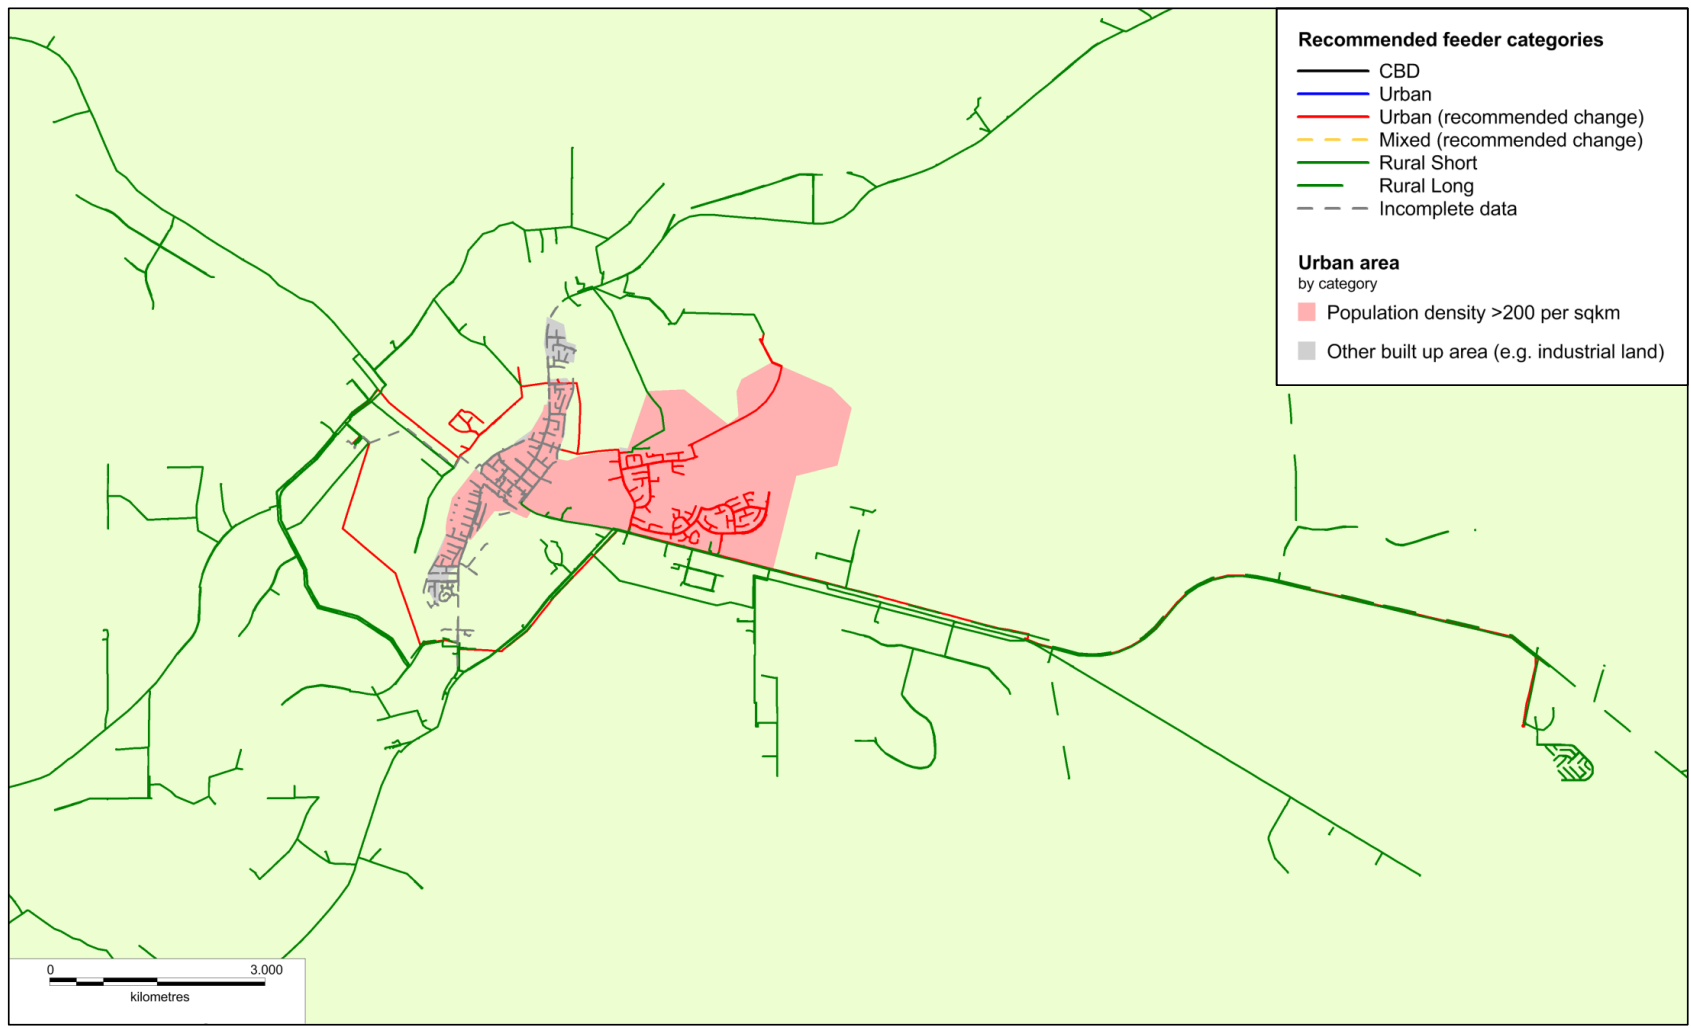 Recommended feeder categories
CBD
Urban
Urban (recommended change)
Mixed (recommended change)
Rural Short
Rural Long
Incomplete data
Urban area
by category
Population density >200 per sqkm
Other built up area (e.g. industrial land)
0 3.000
kilometres